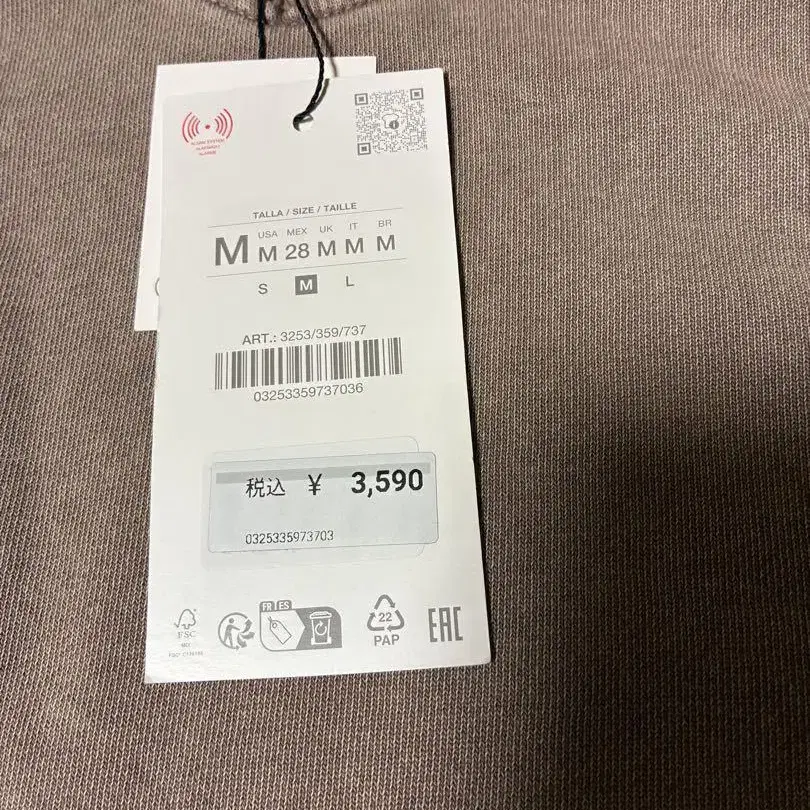 TALLA / SIZE / TAILLE
USA MEX UK IT BR
M M 28 M M M
S M L
ART.: 3253/359/737
03253359737036
税込 ¥ 3,590
0325335973703
FR ES
FSC
22
PAP
EAC